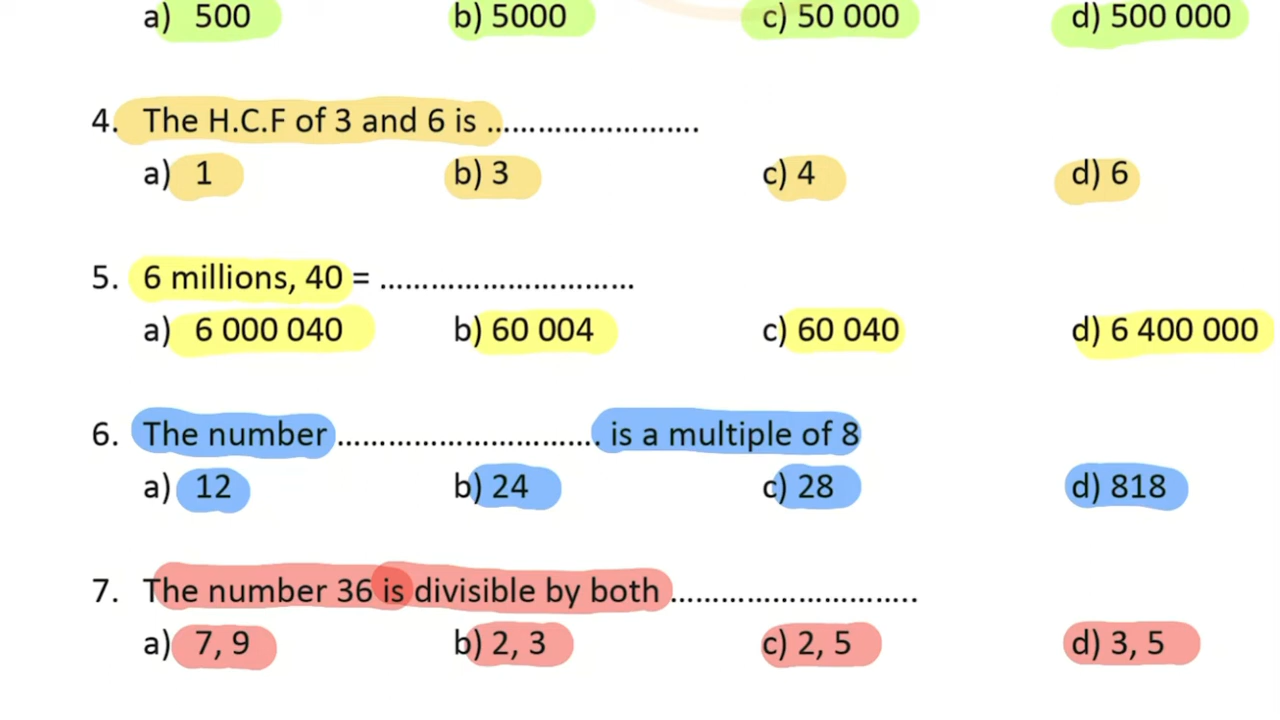 a) 500 b) 5000 c) 50 000 d) 500 000
4. The H.C.F of 3 and 6 is .........................
a) 1 b) 3 c) 4 d) 6
5. 6 millions, 40 = ..............................
a) 6 000 040 b) 60 004 c) 60 040 d) 6 400 000
6. The number ............................... is a multiple of 8
a) 12 b) 24 c) 28 d) 818
7. The number 36 is divisible by both .............................
a) 7, 9 b) 2, 3 c) 2, 5 d) 3, 5